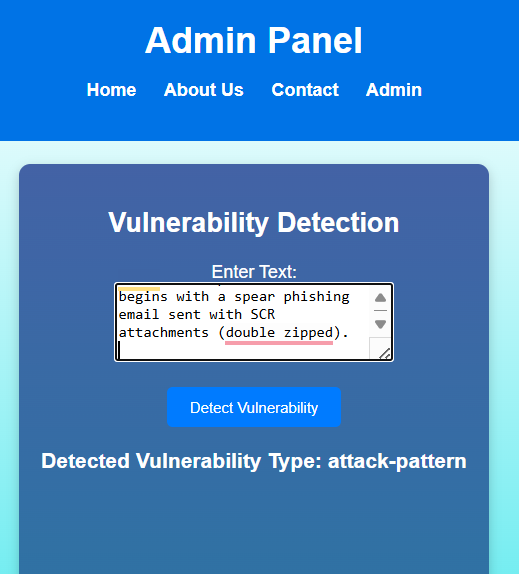 Admin Panel
Home About Us Contact Admin
Vulnerability Detection
Enter Text:
begins with a spear phishing
email sent with SCR
attachments (double zipped).
Detect Vulnerability
Detected Vulnerability Type: attack-pattern